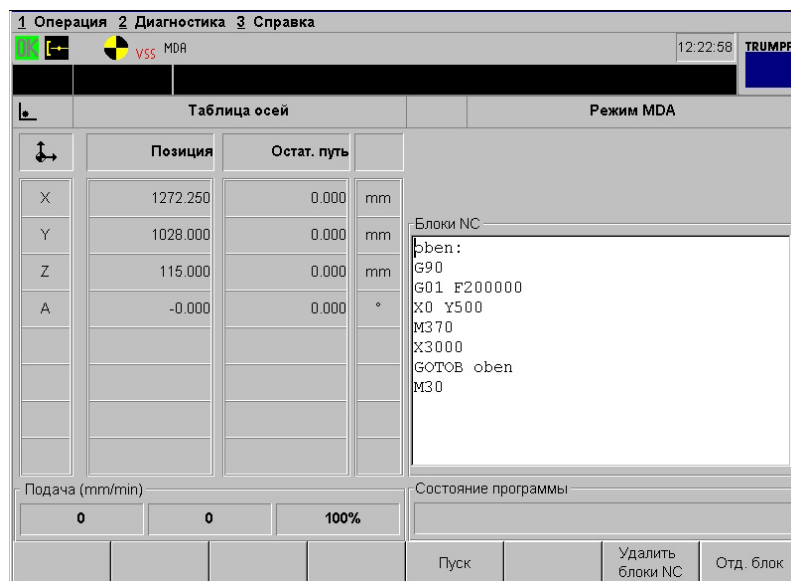 1 Операция 2 Диагностика 3 Справка
OK VSS MDA 12:22:58 TRUMPF
Таблица осей Режим MDA
Позиция Остат. путь
X 1272.250 0.000 mm
Y 1028.000 0.000 mm
Z 115.000 0.000 mm
A -0.000 0.000 °
Блоки NC
oben:
G90
G01 F200000
X0 Y500
M370
X3000
GOTOB oben
M30
Подача (mm/min)
0 0 100%
Состояние программы
Пуск
Удалить
блоки NC
Отд. блок